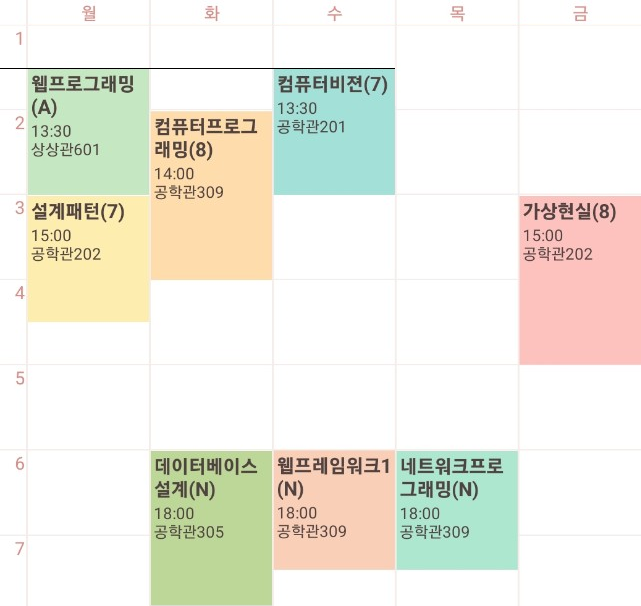 월 화 수 목 금
1
웹프로그래밍
(A)
13:30
상상관601
컴퓨터비젼(7)
13:30
공학관201
2
컴퓨터프로그
래밍(8)
14:00
공학관309
3
설계패턴(7)
15:00
공학관202
가상현실(8)
15:00
공학관202
4
5
6
데이터베이스
설계(N)
18:00
공학관305
웹프레임워크1
(N)
18:00
공학관309
네트워크프로
그래밍(N)
18:00
공학관309
7